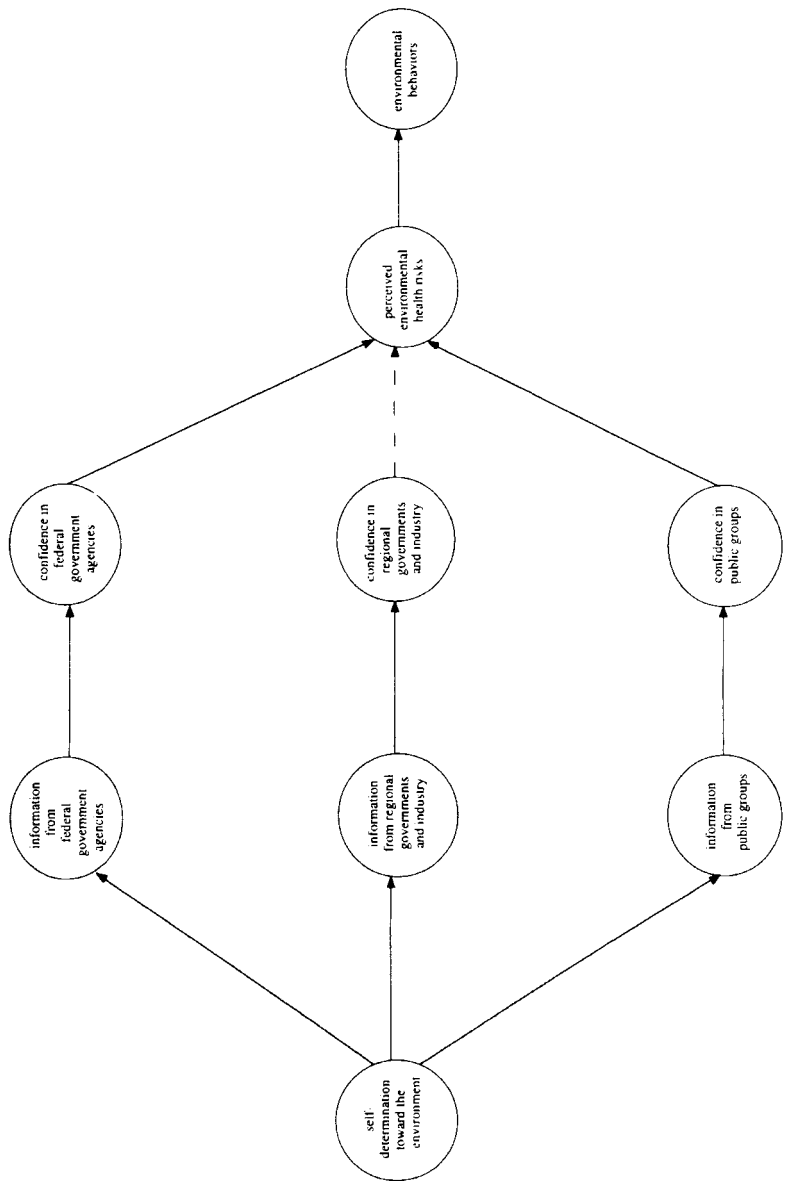 self-
determination
toward the
environment
information
from
federal
government
agencies
information
from regional
governments
and industry
information
from
public groups
confidence in
federal
government
agencies
confidence in
regional
governments
and industry
confidence in
public groups
perceived
environmental
health risks
environmental
behaviors